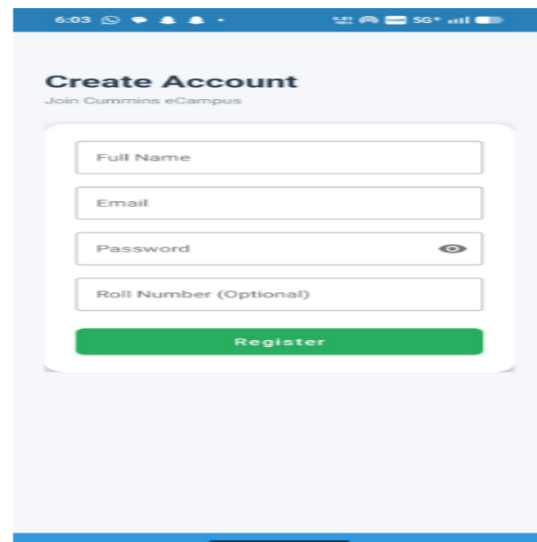 6:03
5G+
Create Account
Join Cummins eCampus
Full Name
Email
Password
Roll Number (Optional)
Register